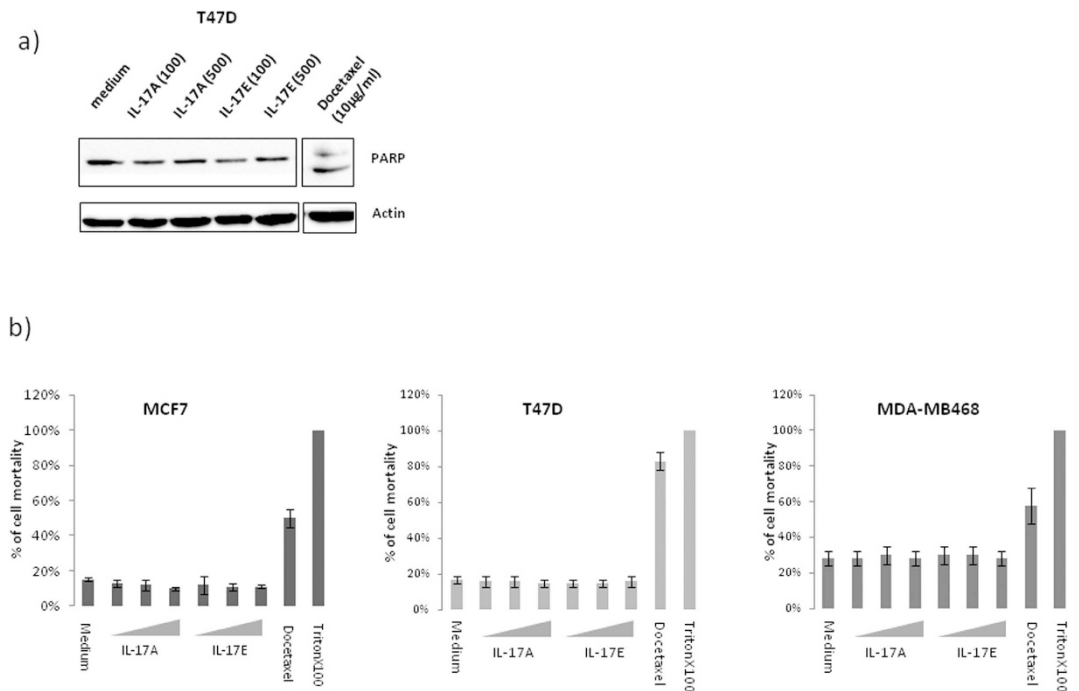 T47D
a)
medium
IL-17A (100)
IL-17A (500)
IL-17E (100)
IL-17E (500)
Docetaxel
(10µg/ml)
PARP
Actin
b)
MCF7
% of cell mortality
120%
100%
80%
60%
40%
20%
0%
Medium
IL-17A
IL-17E
Docetaxel
TritonX100
T47D
% of cell mortality
120%
100%
80%
60%
40%
20%
0%
Medium
IL-17A
IL-17E
Docetaxel
TritonX100
MDA-MB468
% of cell mortality
120%
100%
80%
60%
40%
20%
0%
Medium
IL-17A
IL-17E
Docetaxel
TritonX100